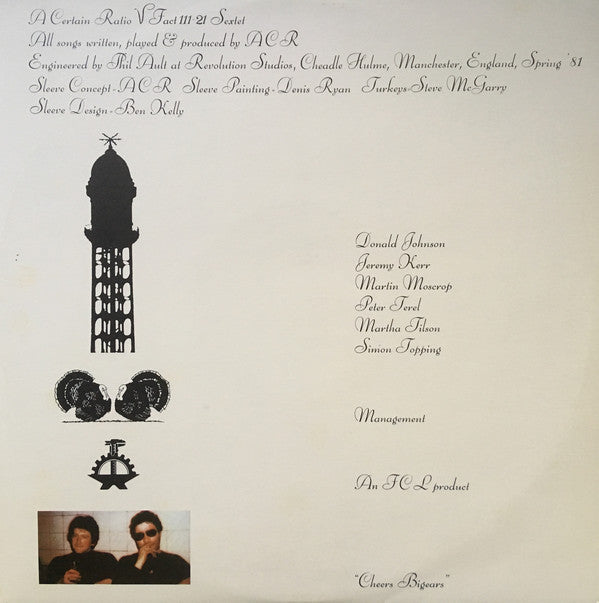 A Certain Ratio V Fact 111-21 Sextet
All songs written, played & produced by A C R
Engineered by Phil Ault at Revolution Studios, Cheadle Hulme, Manchester, England, Spring '81
Sleeve Concept-A C R Sleeve Painting-Denis Ryan Turkeys-Steve McGarry
Sleeve Design-Ben Kelly
Donald Johnson
Jeremy Kerr
Martin Moscrop
Peter Terel
Martha Tilson
Simon Topping
Management
An F C L product
"Cheers Bigears"